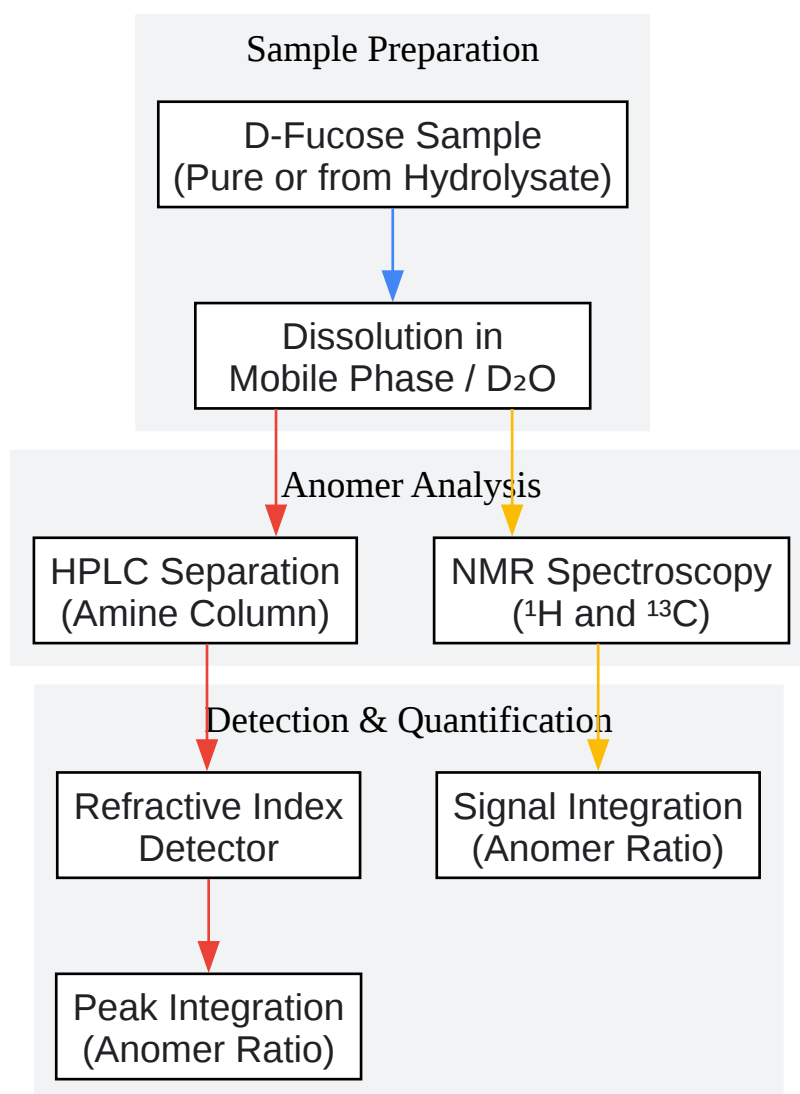 Sample Preparation
D-Fucose Sample
(Pure or from Hydrolysate)
Dissolution in
Mobile Phase / D₂O
Anomer Analysis
HPLC Separation
(Amine Column)
NMR Spectroscopy
(¹H and ¹³C)
Detection & Quantification
Refractive Index
Detector
Signal Integration
(Anomer Ratio)
Peak Integration
(Anomer Ratio)